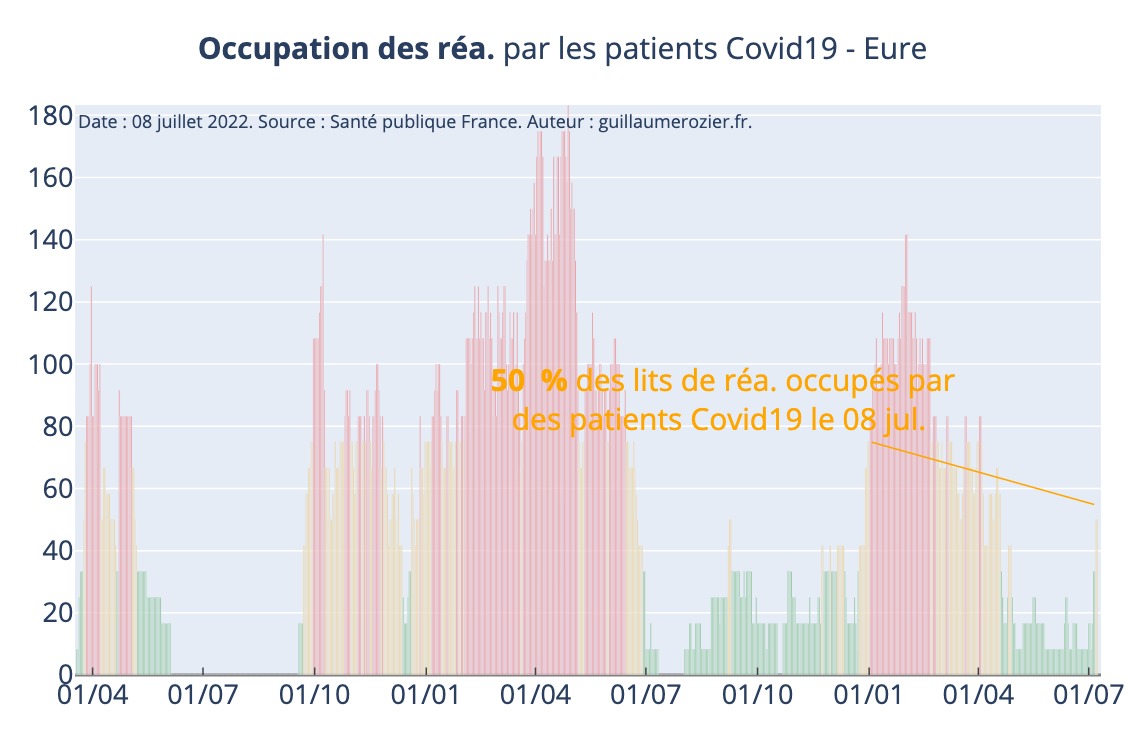 Occupation des réa. par les patients Covid19 - Eure
Date : 08 juillet 2022. Source : Santé publique France. Auteur : guillaumerozier.fr.
180
160
140
120
100
80
60
40
20
0
50 % des lits de réa. occupés par
des patients Covid19 le 08 jul.
01/04 01/07 01/10 01/01 01/04 01/07 01/10 01/01 01/04 01/07